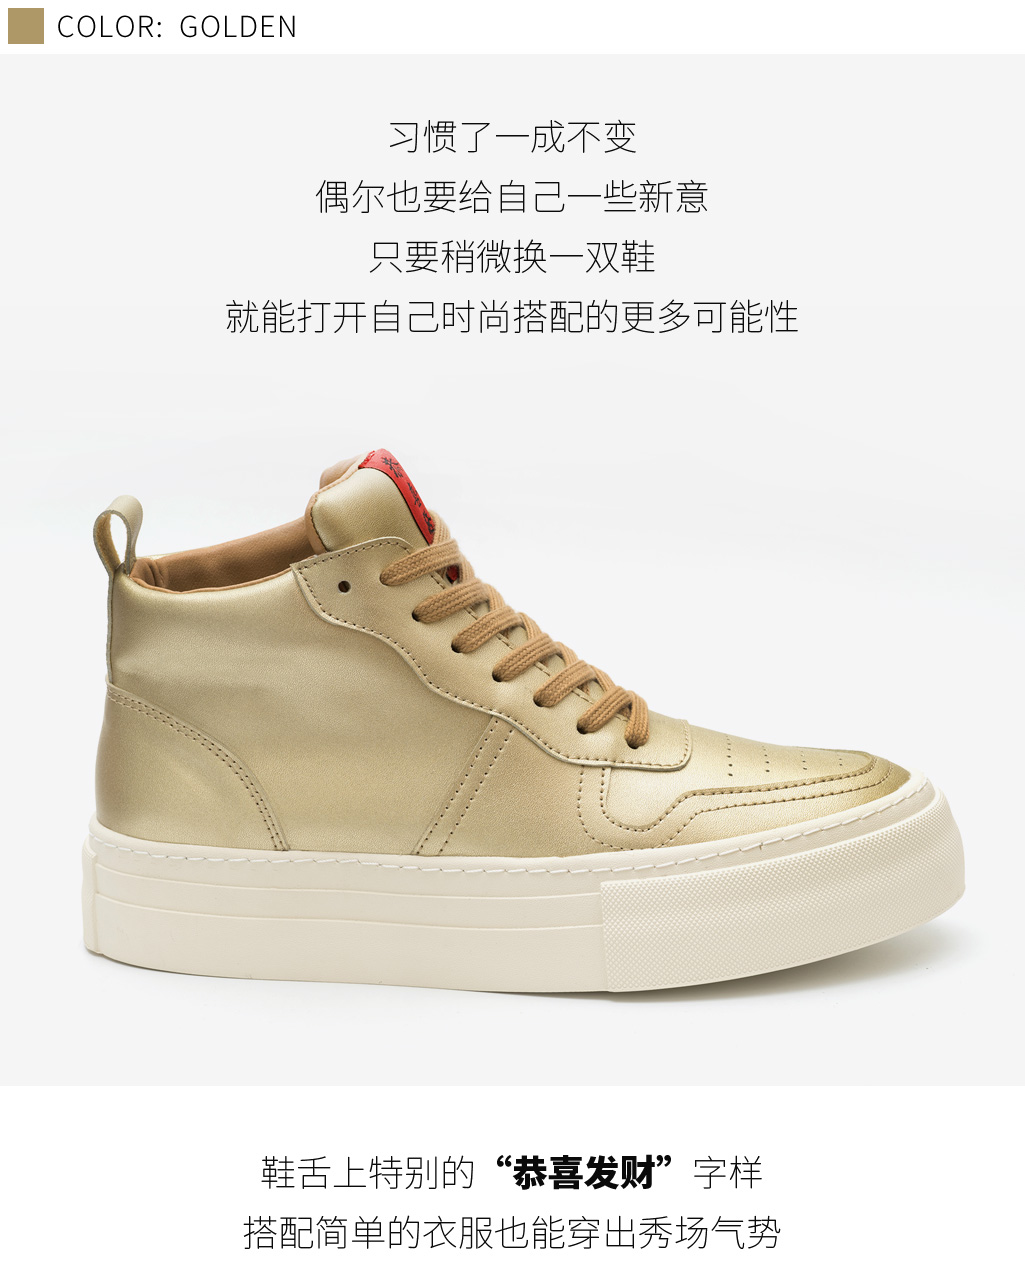 COLOR: GOLDEN
习惯了一成不变
偶尔也要给自己一些新意
只要稍微换一双鞋
就能打开自己时尚搭配的更多可能性
鞋舌上特别的“恭喜发财”字样
搭配简单的衣服也能穿出秀场气势